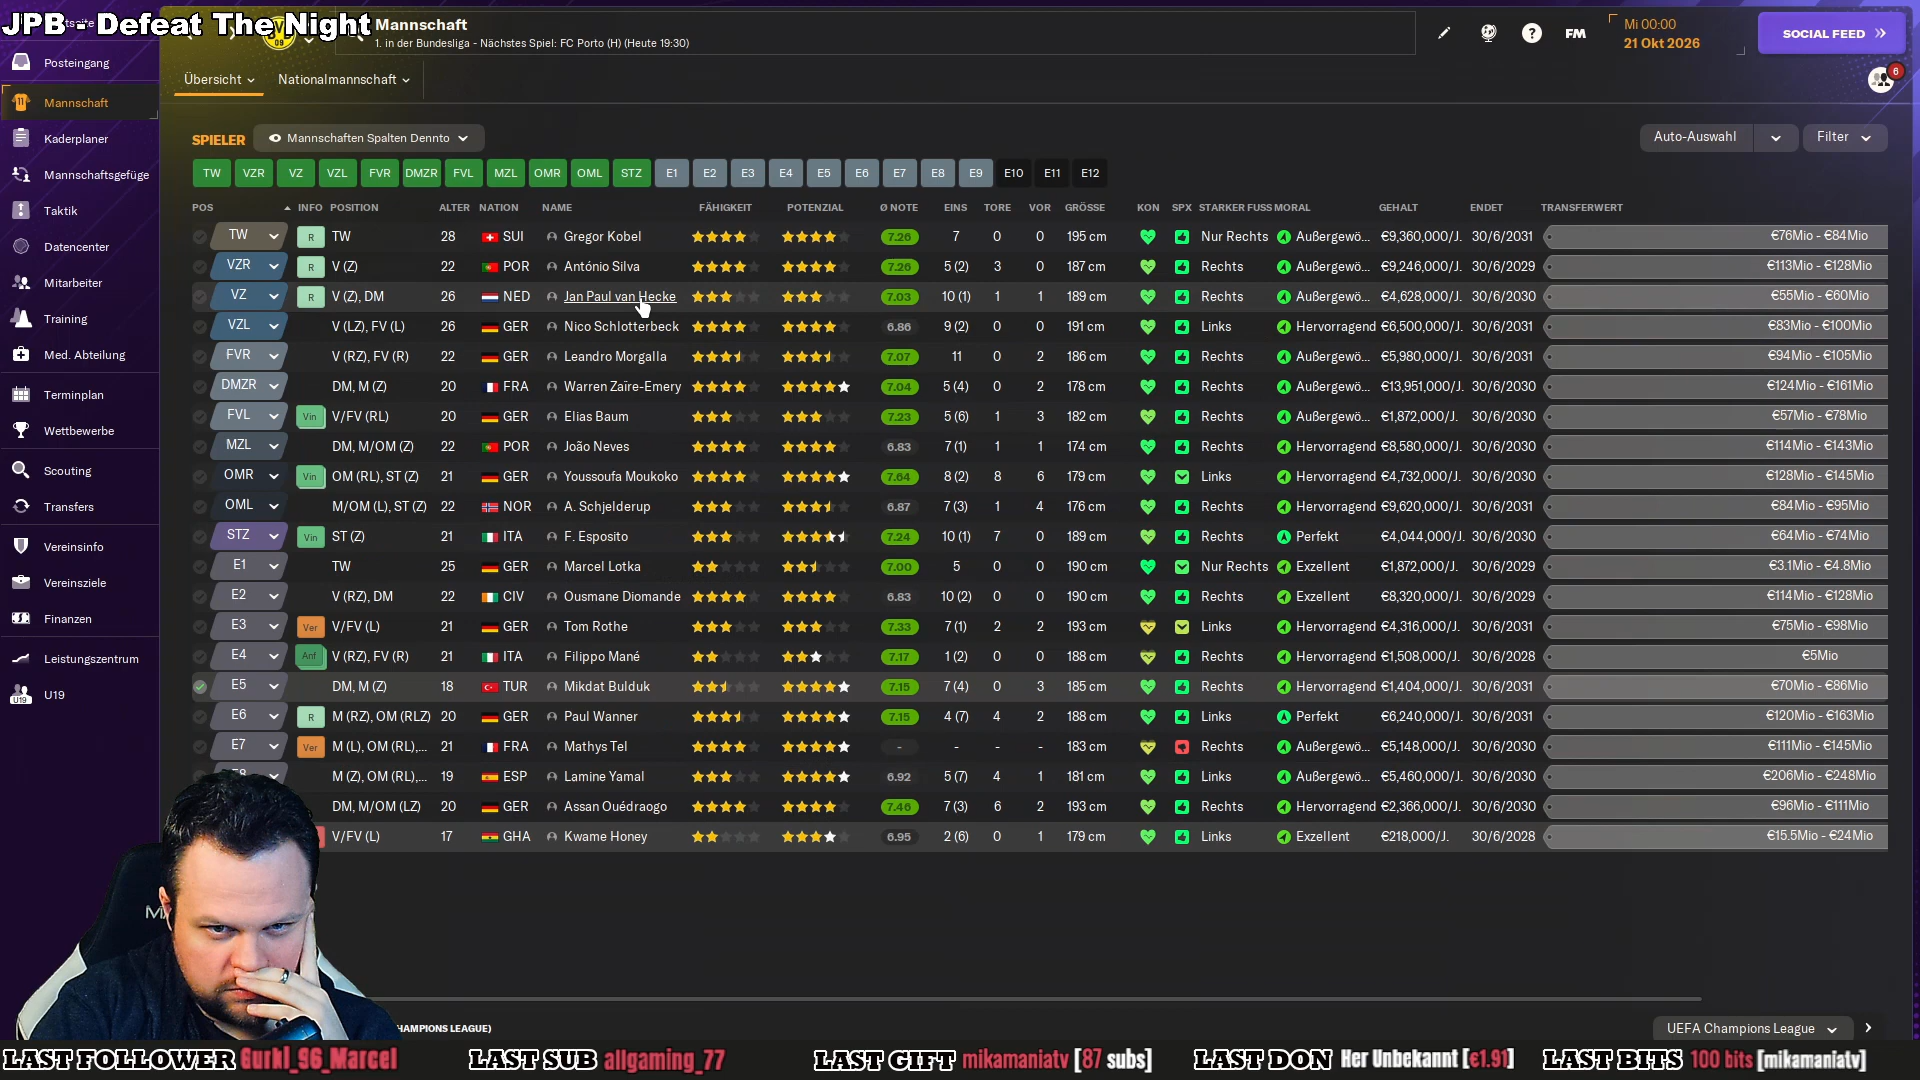 JPB - Defeat The Night
Mannschaft
1. in der Bundesliga - Nächstes Spiel: FC Porto (H) (Heute 19:30)
FM
Mi 00:00
21 Okt 2026
SOCIAL FEED
6
Posteingang
Mannschaft
Kaderplaner
Mannschaftsgefüge
Taktik
Datencenter
Mitarbeiter
Training
Med. Abteilung
Terminplan
Wettbewerbe
Scouting
Transfers
Vereinsinfo
Vereinsziele
Finanzen
Leistungszentrum
U19
Übersicht Nationalmannschaft
SPIELER Mannschaften Spalten Dennto Auto-Auswahl Filter
TW VZR VZ VZL FVR DMZR FVL MZL OMR OML STZ E1 E2 E3 E4 E5 E6 E7 E8 E9 E10 E11 E12
POS INFO POSITION ALTER NATION NAME FÄHIGKEIT POTENZIAL Ø NOTE EINS TORE VOR GRÖSSE KON SPX STARKER FUSS MORAL GEHALT ENDET TRANSFERWERT
TW R TW 28 SUI Gregor Kobel 7.26 7 0 0 195 cm Nur Rechts Außergewö... €9,360,000/J. 30/6/2031 €76Mio - €84Mio
VZR R V (Z) 22 POR António Silva 7.26 5 (2) 3 0 187 cm Rechts Außergewö... €9,246,000/J. 30/6/2029 €113Mio - €128Mio
VZ R V (Z), DM 26 NED Jan Paul van Hecke 7.03 10 (1) 1 1 189 cm Rechts Außergewö... €4,628,000/J. 30/6/2030 €55Mio - €60Mio
VZL V (LZ), FV (L) 26 GER Nico Schlotterbeck 6.86 9 (2) 0 0 191 cm Links Hervorragend €6,500,000/J. 30/6/2031 €83Mio - €100Mio
FVR V (RZ), FV (R) 22 GER Leandro Morgalla 7.07 11 0 2 186 cm Rechts Außergewö... €5,980,000/J. 30/6/2031 €94Mio - €105Mio
DMZR DM, M (Z) 20 FRA Warren Zaïre-Emery 7.04 5 (4) 0 2 178 cm Rechts Außergewö... €13,951,000/J. 30/6/2030 €124Mio - €161Mio
FVL Vin V/FV (RL) 20 GER Elias Baum 7.23 5 (6) 1 3 182 cm Rechts Außergewö... €1,872,000/J. 30/6/2030 €57Mio - €78Mio
MZL DM, M/OM (Z) 22 POR João Neves 6.83 7 (1) 1 1 174 cm Rechts Hervorragend €8,580,000/J. 30/6/2030 €114Mio - €143Mio
OMR Vin OM (RL), ST (Z) 21 GER Youssoufa Moukoko 7.64 8 (2) 8 6 179 cm Links Hervorragend €4,732,000/J. 30/6/2030 €128Mio - €145Mio
OML M/OM (L), ST (Z) 22 NOR A. Schjelderup 6.87 7 (3) 1 4 176 cm Rechts Hervorragend €9,620,000/J. 30/6/2031 €84Mio - €95Mio
STZ Vin ST (Z) 21 ITA F. Esposito 7.24 10 (1) 7 0 189 cm Rechts Perfekt €4,044,000/J. 30/6/2030 €64Mio - €74Mio
E1 TW 25 GER Marcel Lotka 7.00 5 0 0 190 cm Nur Rechts Exzellent €1,872,000/J. 30/6/2029 €3.1Mio - €4.8Mio
E2 V (RZ), DM 22 CIV Ousmane Diomande 6.83 10 (2) 0 0 190 cm Rechts Exzellent €8,320,000/J. 30/6/2029 €114Mio - €128Mio
E3 Ver V/FV (L) 21 GER Tom Rothe 7.33 7 (1) 2 2 193 cm Links Hervorragend €4,316,000/J. 30/6/2031 €75Mio - €98Mio
E4 Anf V (RZ), FV (R) 21 ITA Filippo Mané 7.17 1 (2) 0 0 188 cm Rechts Hervorragend €1,508,000/J. 30/6/2028 €5Mio
E5 DM, M (Z) 18 TUR Mikdat Bulduk 7.15 7 (4) 0 3 185 cm Rechts Hervorragend €1,404,000/J. 30/6/2031 €70Mio - €86Mio
E6 R M (RZ), OM (RLZ) 20 GER Paul Wanner 7.15 4 (7) 4 2 188 cm Links Perfekt €6,240,000/J. 30/6/2031 €120Mio - €163Mio
E7 Ver M (L), OM (RL),... 21 FRA Mathys Tel - - - - 183 cm Rechts Außergewö... €5,148,000/J. 30/6/2030 €111Mio - €145Mio
E8 M (Z), OM (RL),... 19 ESP Lamine Yamal 6.92 5 (7) 4 1 181 cm Links Außergewö... €5,460,000/J. 30/6/2030 €206Mio - €248Mio
DM, M/OM (LZ) 20 GER Assan Ouédraogo 7.46 7 (3) 6 2 193 cm Rechts Hervorragend €2,366,000/J. 30/6/2030 €96Mio - €111Mio
V/FV (L) 17 GHA Kwame Honey 6.95 2 (6) 0 1 179 cm Links Exzellent €218,000/J. 30/6/2028 €15.5Mio - €24Mio
HAMPIONS LEAGUE) UEFA Champions League
LAST FOLLOWER Gurkl_96_Marcel LAST SUB allgaming_77 LAST GIFT mikamaniatv [87 subs] LAST DON Her Unbekannt [€1.91] LAST BITS 100 bits [mikamaniatv]